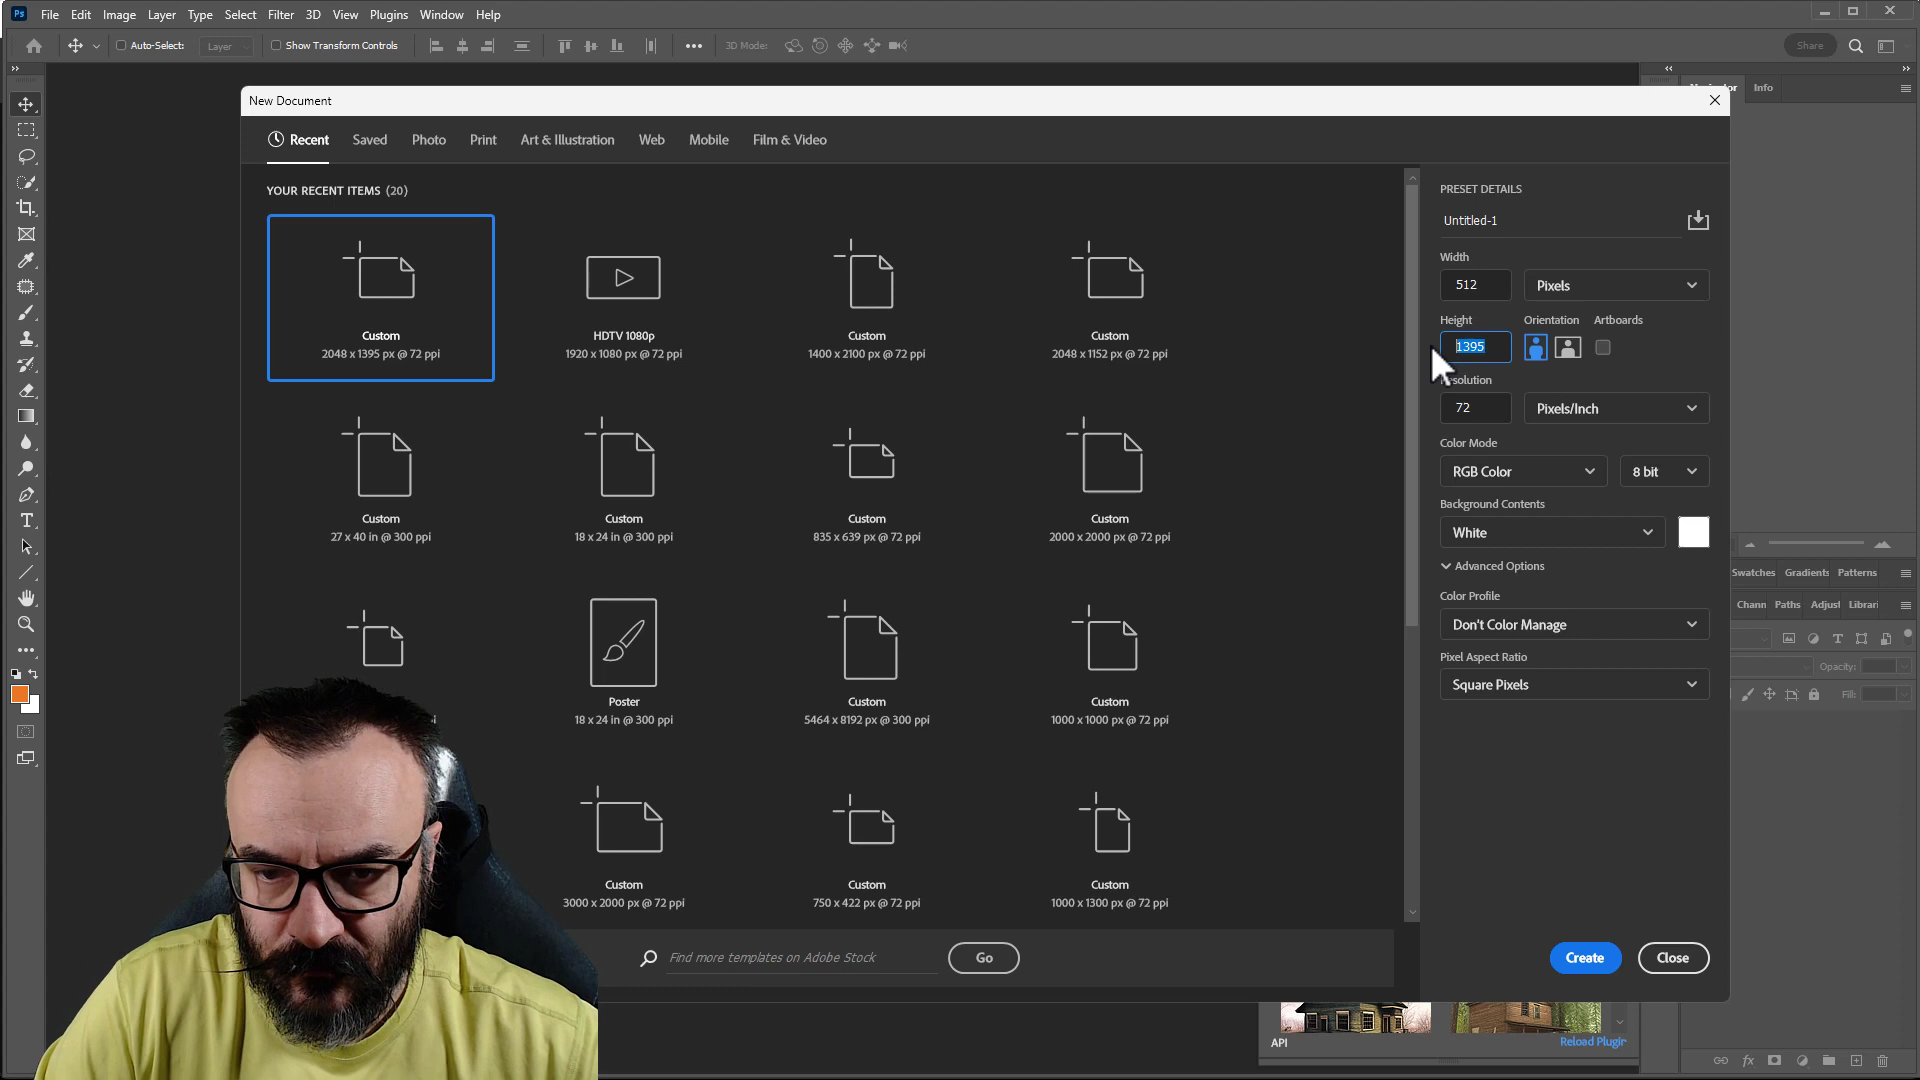 Ps File Edit Image Layer Type Select Filter 3D View Plugins Window Help
Auto-Select: Layer Show Transform Controls 3D Mode: Share
New Document
Info
Recent Saved Photo Print Art & Illustration Web Mobile Film & Video
YOUR RECENT ITEMS (20)
Custom
2048 x 1395 px @ 72 ppi
HDTV 1080p
1920 x 1080 px @ 72 ppi
Custom
1400 x 2100 px @ 72 ppi
Custom
2048 x 1152 px @ 72 ppi
Custom
27 x 40 in @ 300 ppi
Custom
18 x 24 in @ 300 ppi
Custom
835 x 639 px @ 72 ppi
Custom
2000 x 2000 px @ 72 ppi
Poster
18 x 24 in @ 300 ppi
Custom
5464 x 8192 px @ 300 ppi
Custom
1000 x 1000 px @ 72 ppi
Custom
3000 x 2000 px @ 72 ppi
Custom
750 x 422 px @ 72 ppi
Custom
1000 x 1300 px @ 72 ppi
Find more templates on Adobe Stock Go
PRESET DETAILS
Untitled-1
Width
512 Pixels
Height Orientation Artboards
1395
72 Pixels/Inch
Color Mode
RGB Color 8 bit
Background Contents
White
Advanced Options
Color Profile
Don't Color Manage
Pixel Aspect Ratio
Square Pixels
Create Close
Swatches Gradients Patterns
Chann Paths Adjust Librari
Opacity:
Fill:
API Reload Plugin